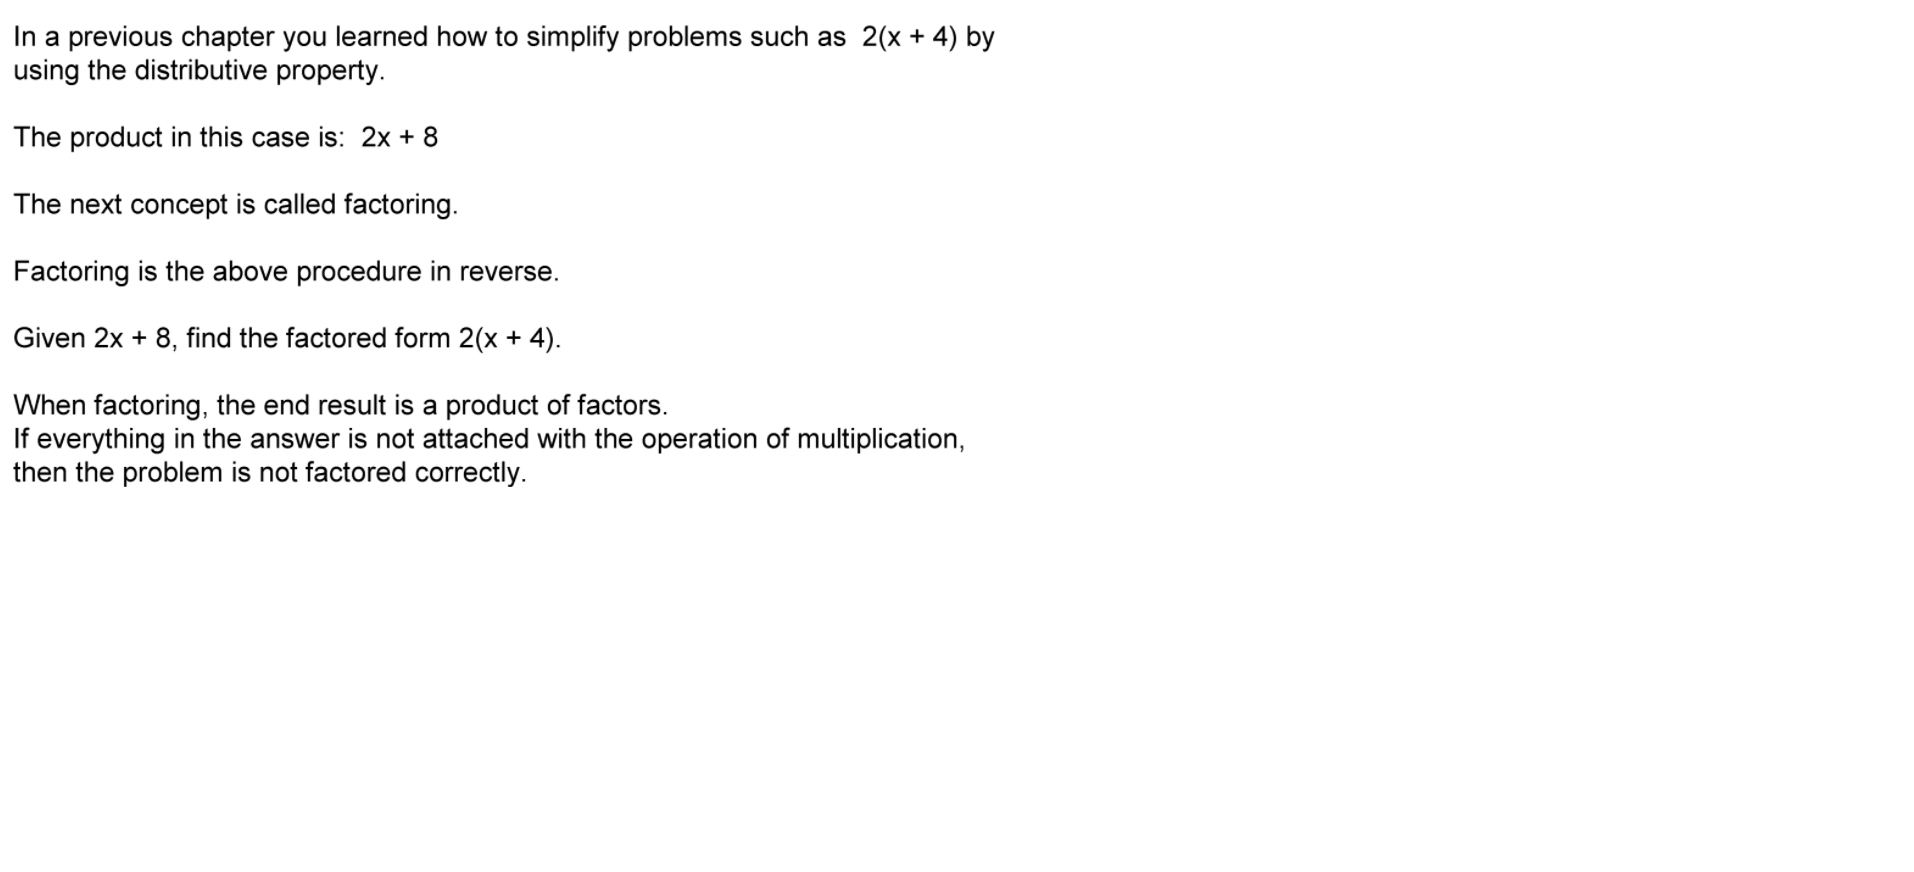 In a previous chapter you learned how to simplify problems such as  2(x + 4) by
using the distributive property.
The product in this case is:  2x + 8
The next concept is called factoring.
Factoring is the above procedure in reverse.
Given 2x + 8, find the factored form 2(x + 4).
When factoring, the end result is a product of factors.
If everything in the answer is not attached with the operation of multiplication,
then the problem is not factored correctly.